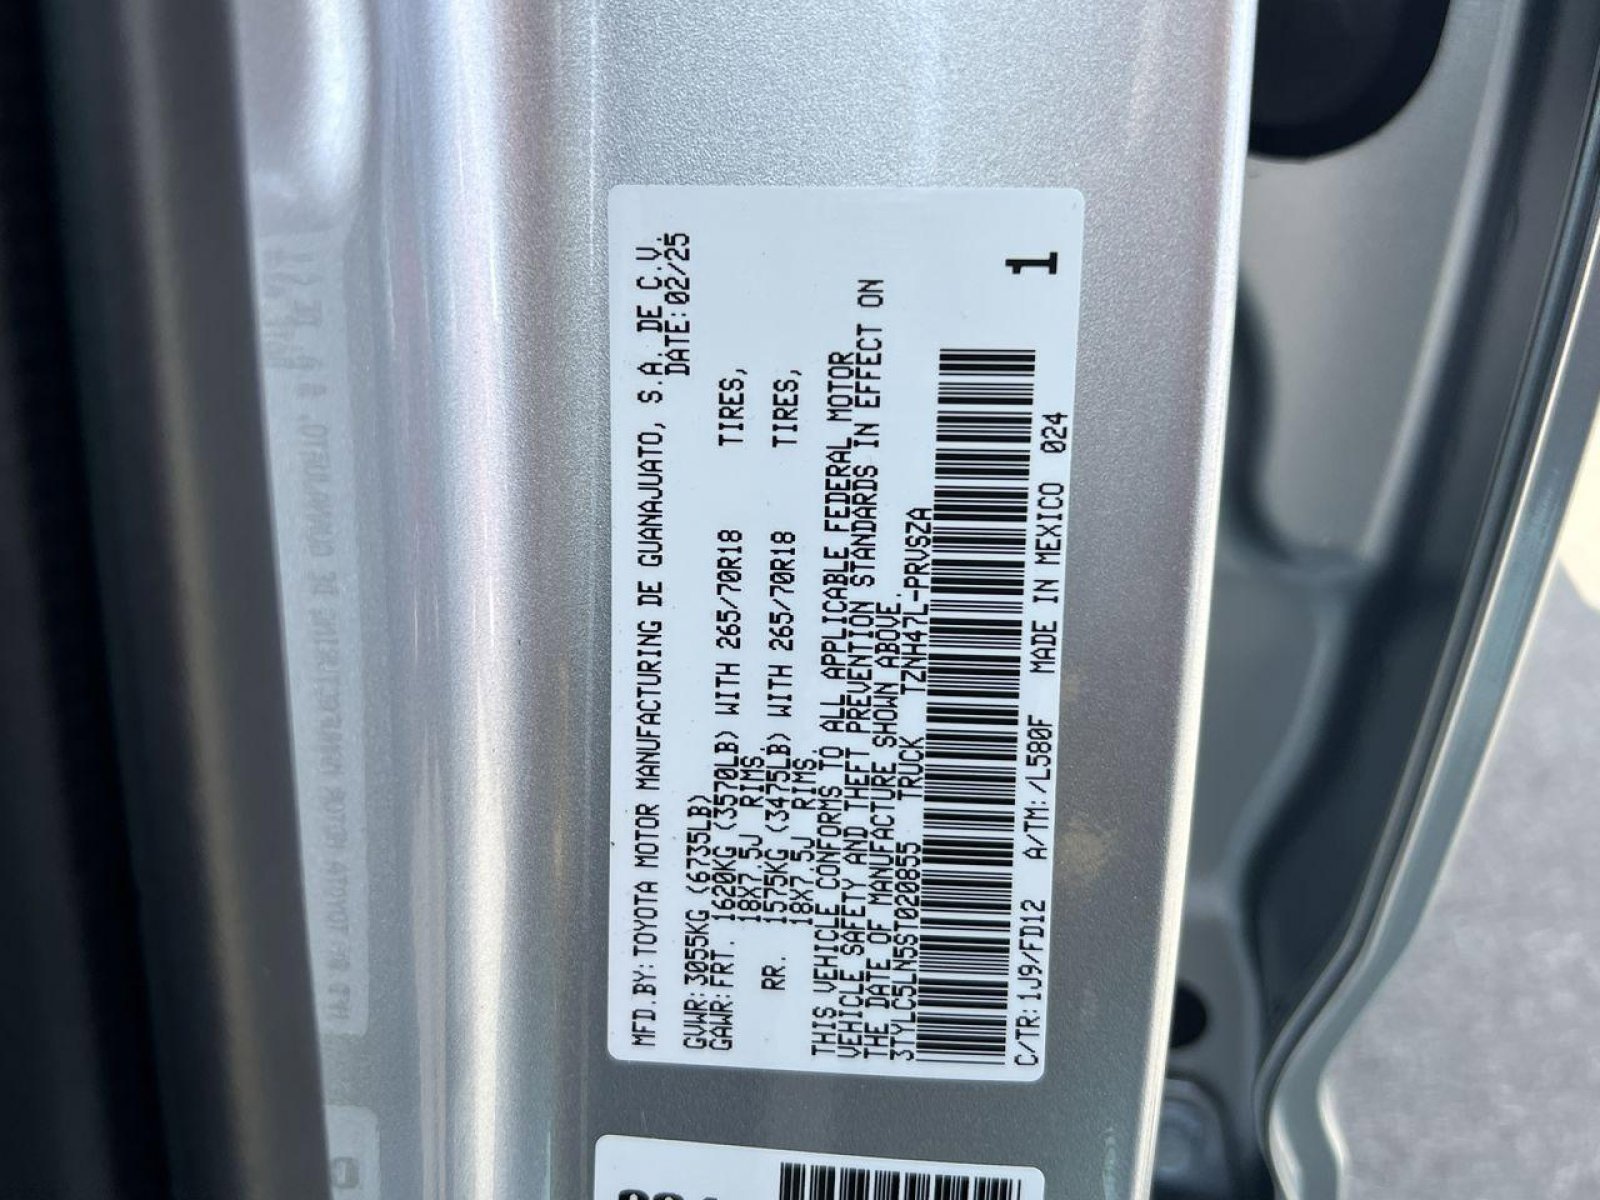 MFD.BY:TOYOTA MOTOR MANUFACTURING DE GUANAJUATO, S.A. DE C.V.
DATE:02/25
GVWR:3055KG (6735LB)
GAWR:FRT. 1620KG (3570LB) WITH 265/70R18 TIRES,
18X7.5J RIMS.
RR. 1575KG (3475LB) WITH 265/70R18 TIRES,
18X7.5J RIMS.
THIS VEHICLE CONFORMS TO ALL APPLICABLE FEDERAL MOTOR
VEHICLE SAFETY AND THEFT PREVENTION STANDARDS IN EFFECT ON
THE DATE OF MANUFACTURE SHOWN ABOVE.
3TYLC5LN5ST020855 TRUCK TZNH47L-PRVSZA
C/TR:1J9/FD12 A/TM:/L580F MADE IN MEXICO 024
1